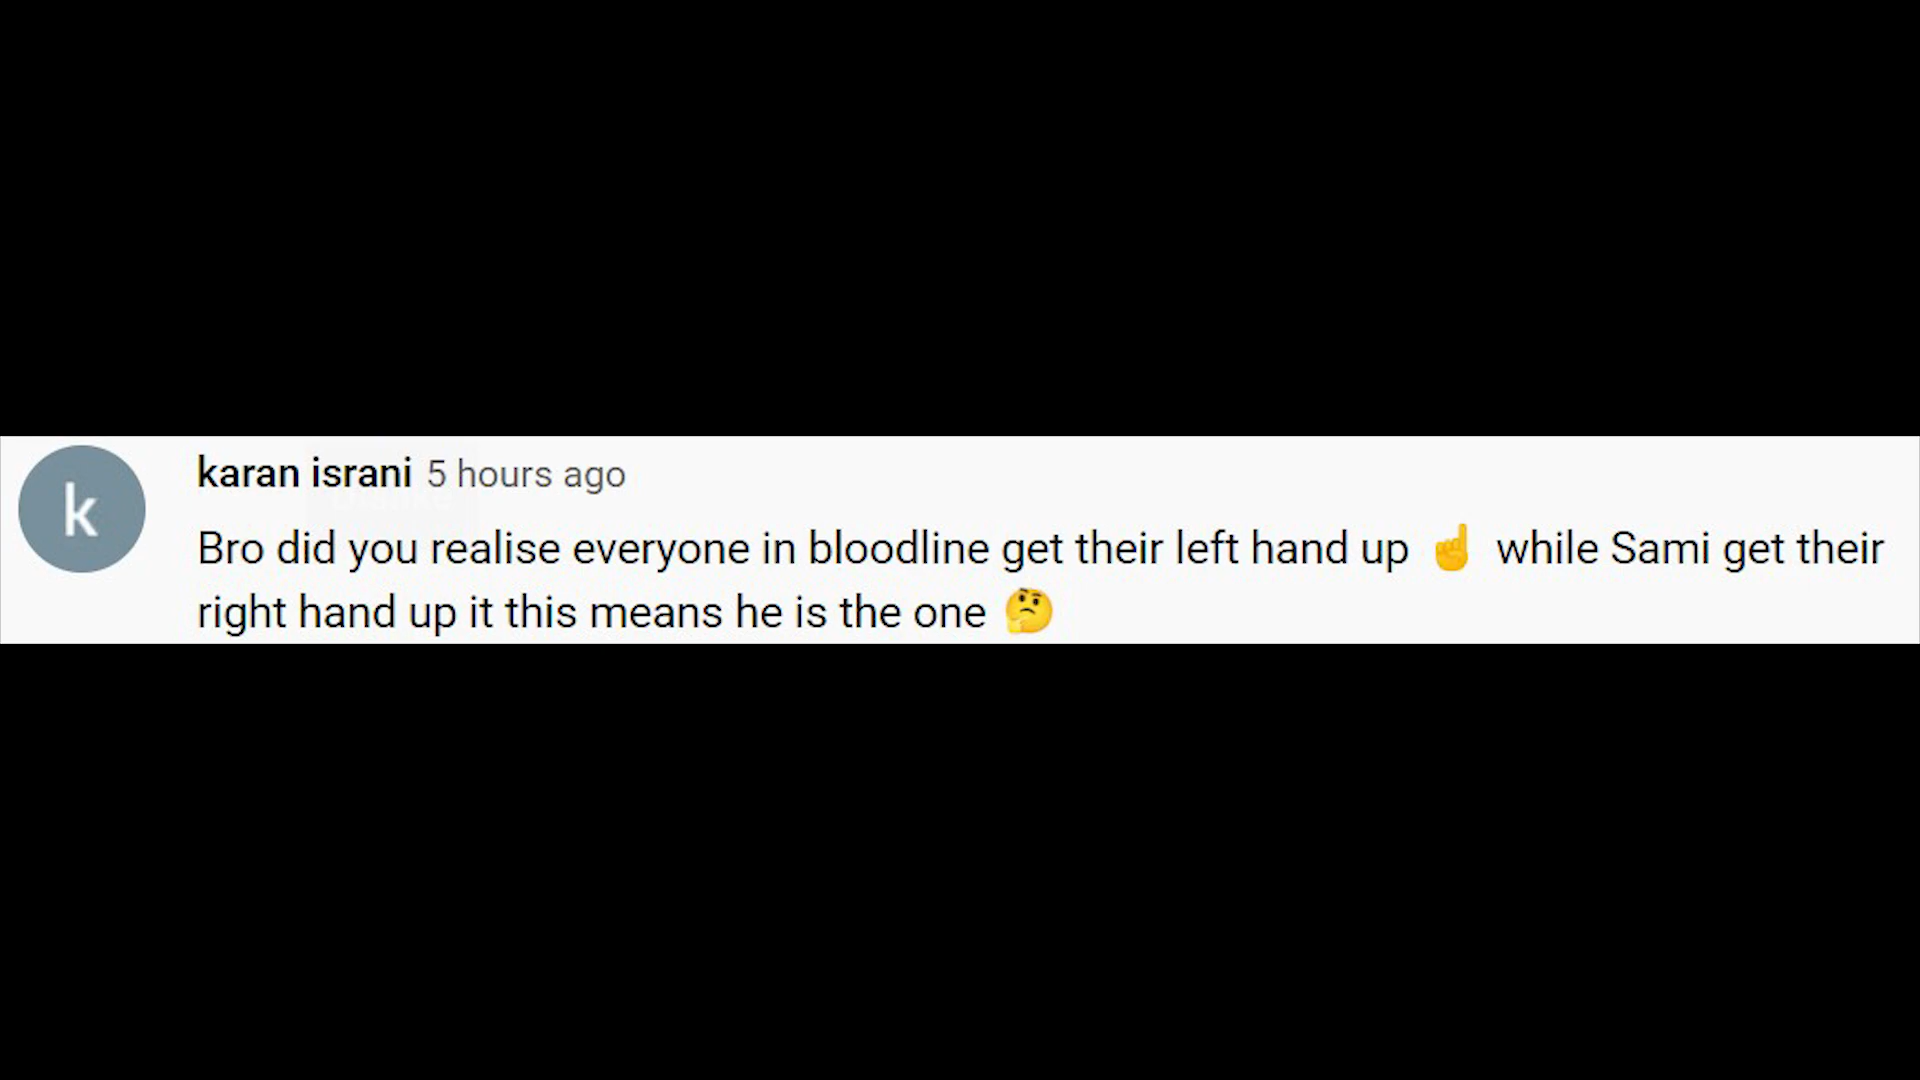 k
karan israni 5 hours ago
Bro did you realise everyone in bloodline get their left hand up ☝ while Sami get their
right hand up it this means he is the one 🤔